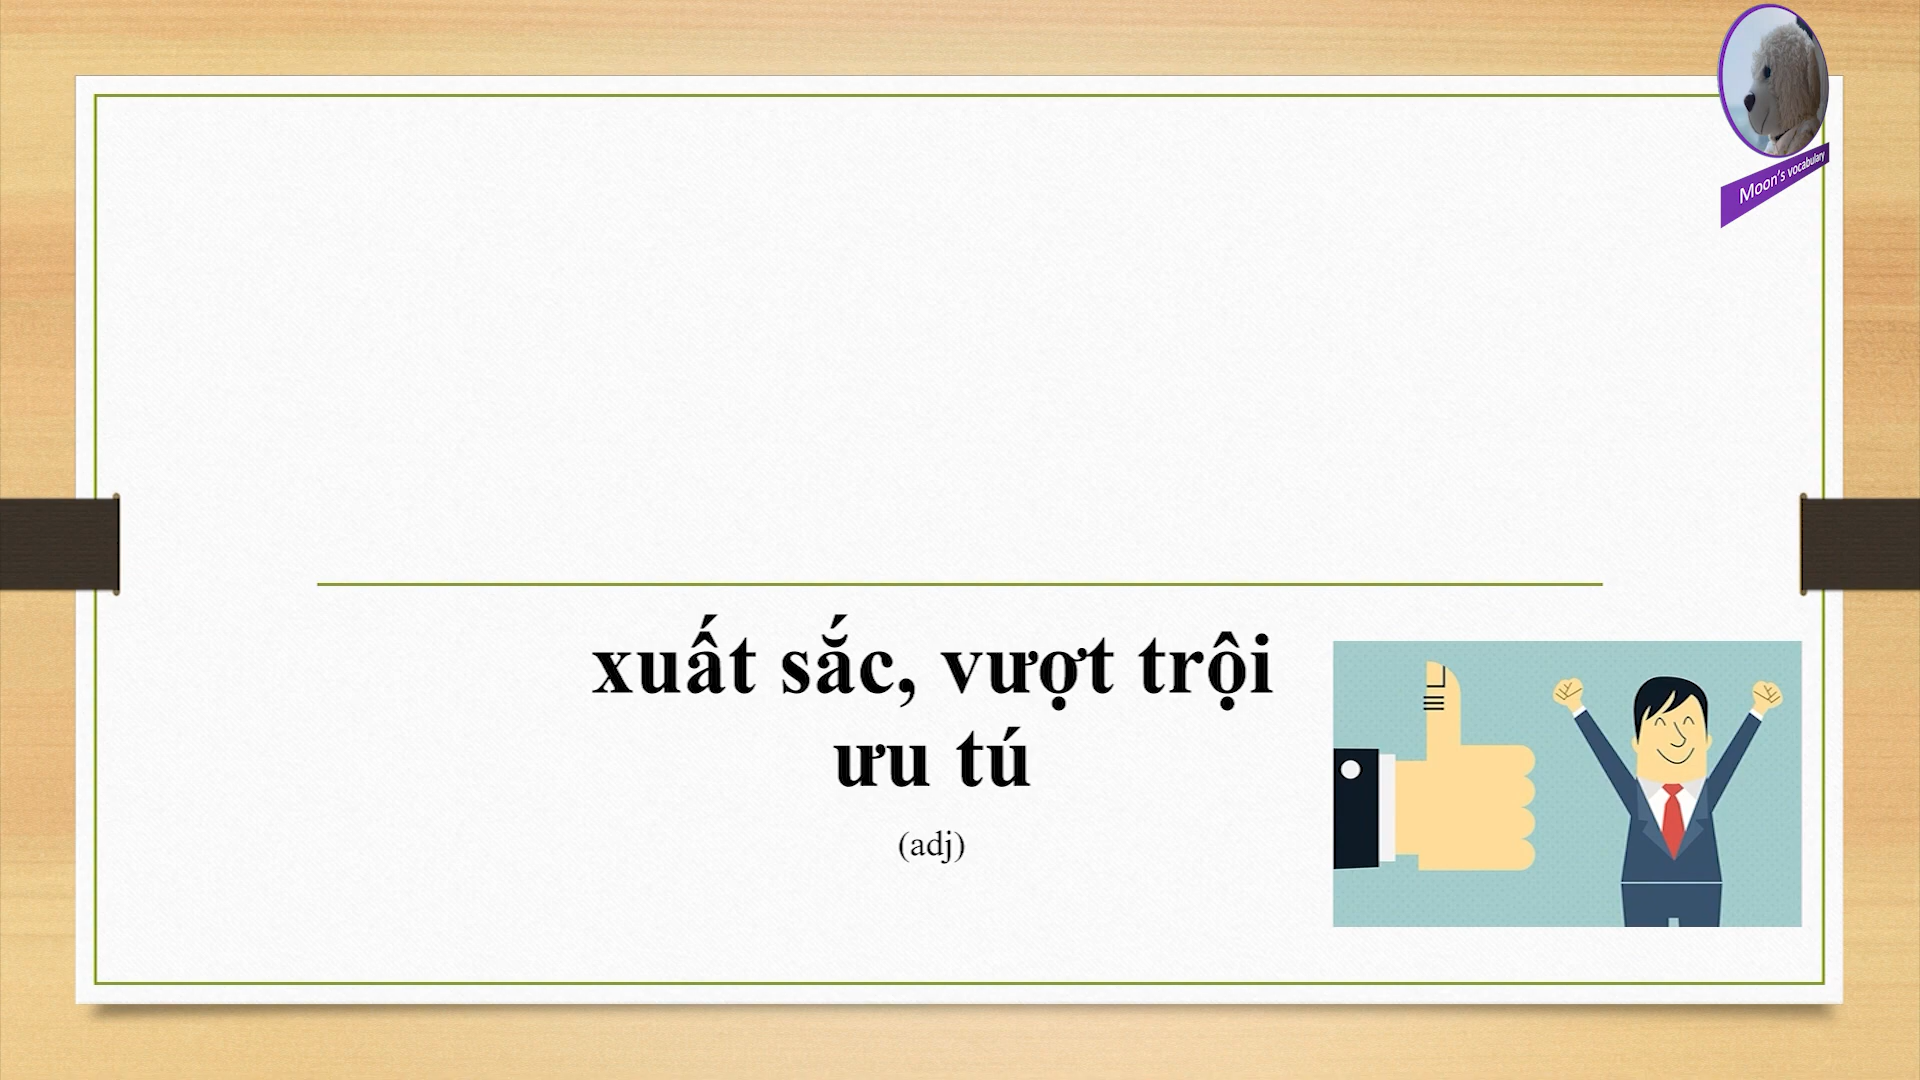 Moon's vocabulary
xuất sắc, vượt trội
ưu tú
(adj)